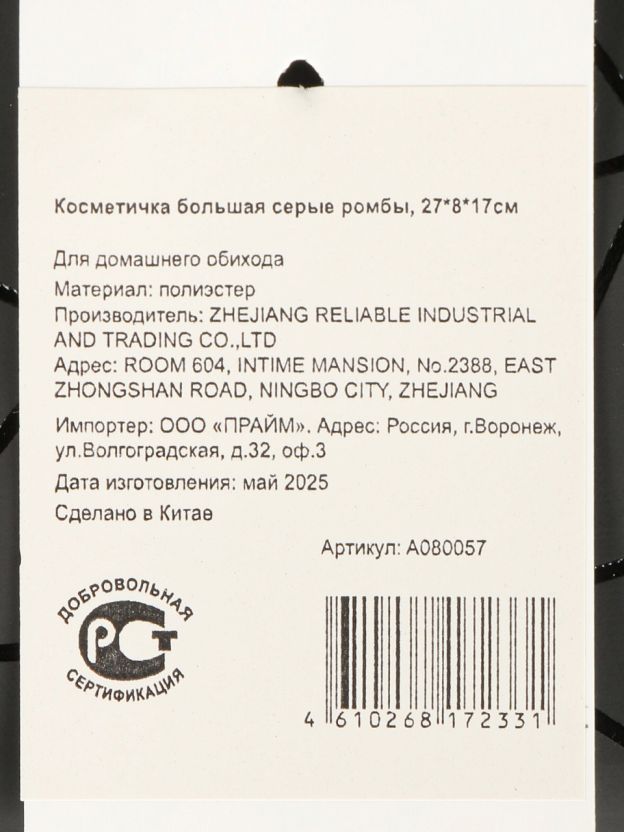 Косметичка большая серые ромбы, 27*8*17см
Для домашнего обихода
Материал: полиэстер
Производитель: ZHEJIANG RELIABLE INDUSTRIAL
AND TRADING CO.,LTD
Адрес: ROOM 604, INTIME MANSION, No.2388, EAST
ZHONGSHAN ROAD, NINGBO CITY, ZHEJIANG
Импортер: ООО «ПРАЙМ». Адрес: Россия, г.Воронеж,
ул.Волгоградская, д.32, оф.3
Дата изготовления: май 2025
Сделано в Китае
Артикул: А080057
ДОБРОВОЛЬНАЯ
РСТ
СЕРТИФИКАЦИЯ
4 610268 172331